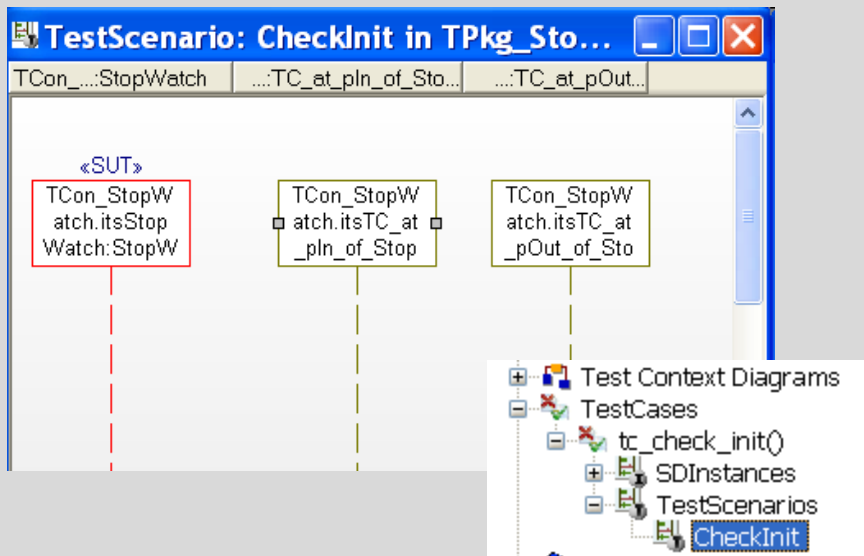 TestScenario: CheckInit in TPkg_Sto...
TCon_...:StopWatch ...:TC_at_pIn_of_Sto... ...:TC_at_pOut...
«SUT»
TCon_StopW
atch.itsStop
Watch:StopW
TCon_StopW
atch.itsTC_at
_pIn_of_Stop
TCon_StopW
atch.itsTC_at
_pOut_of_Sto
Test Context Diagrams
TestCases
tc_check_init()
SDInstances
TestScenarios
CheckInit